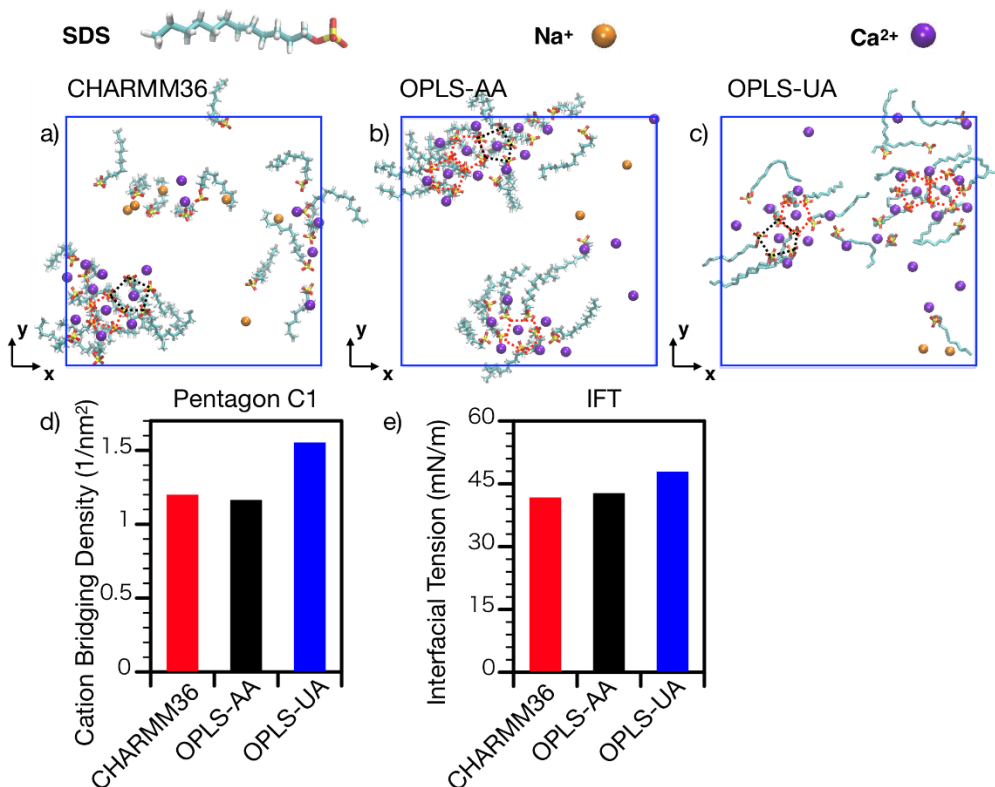 SDS
Na⁺
Ca²⁺
CHARMM36
OPLS-AA
OPLS-UA
a)
b)
c)
y
x
y
x
y
x
d)
Pentagon C1
Cation Bridging Density (1/nm²)
1.5
1
0.5
0
CHARMM36
OPLS-AA
OPLS-UA
e)
IFT
Interfacial Tension (mN/m)
60
45
30
15
0
CHARMM36
OPLS-AA
OPLS-UA